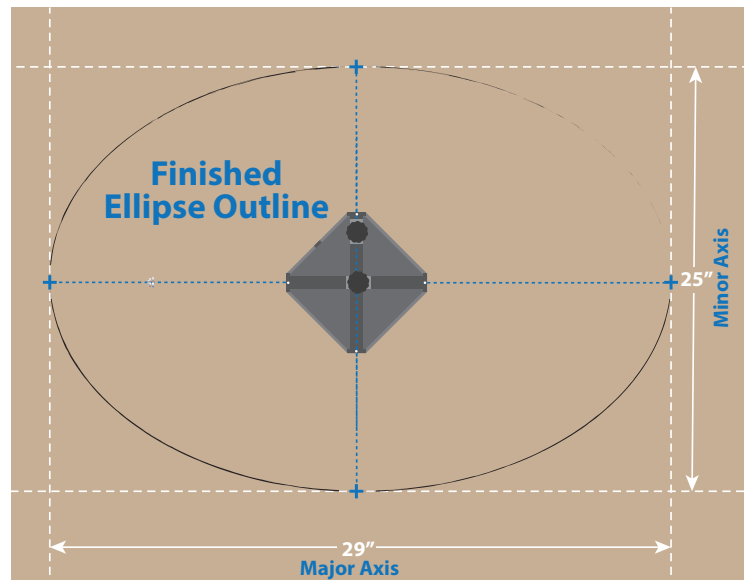 Finished
Ellipse Outline
25”
Minor Axis
29”
Major Axis